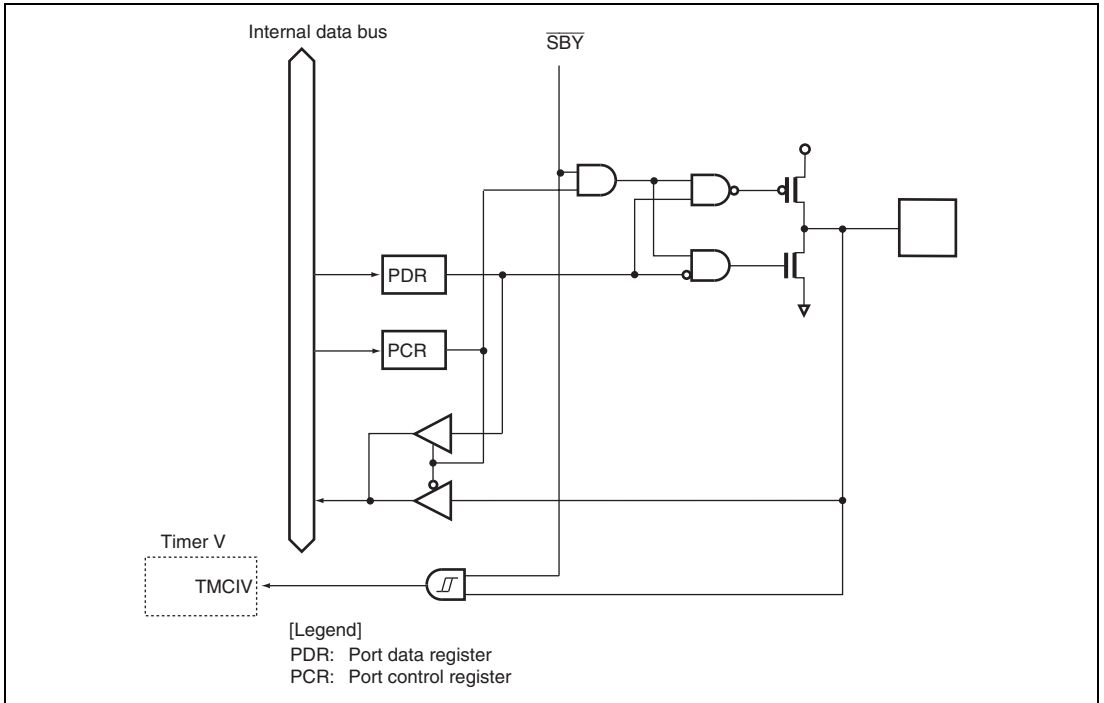 Internal data bus
SBY
PDR
PCR
Timer V
TMCIV
[Legend]
PDR: Port data register
PCR: Port control register